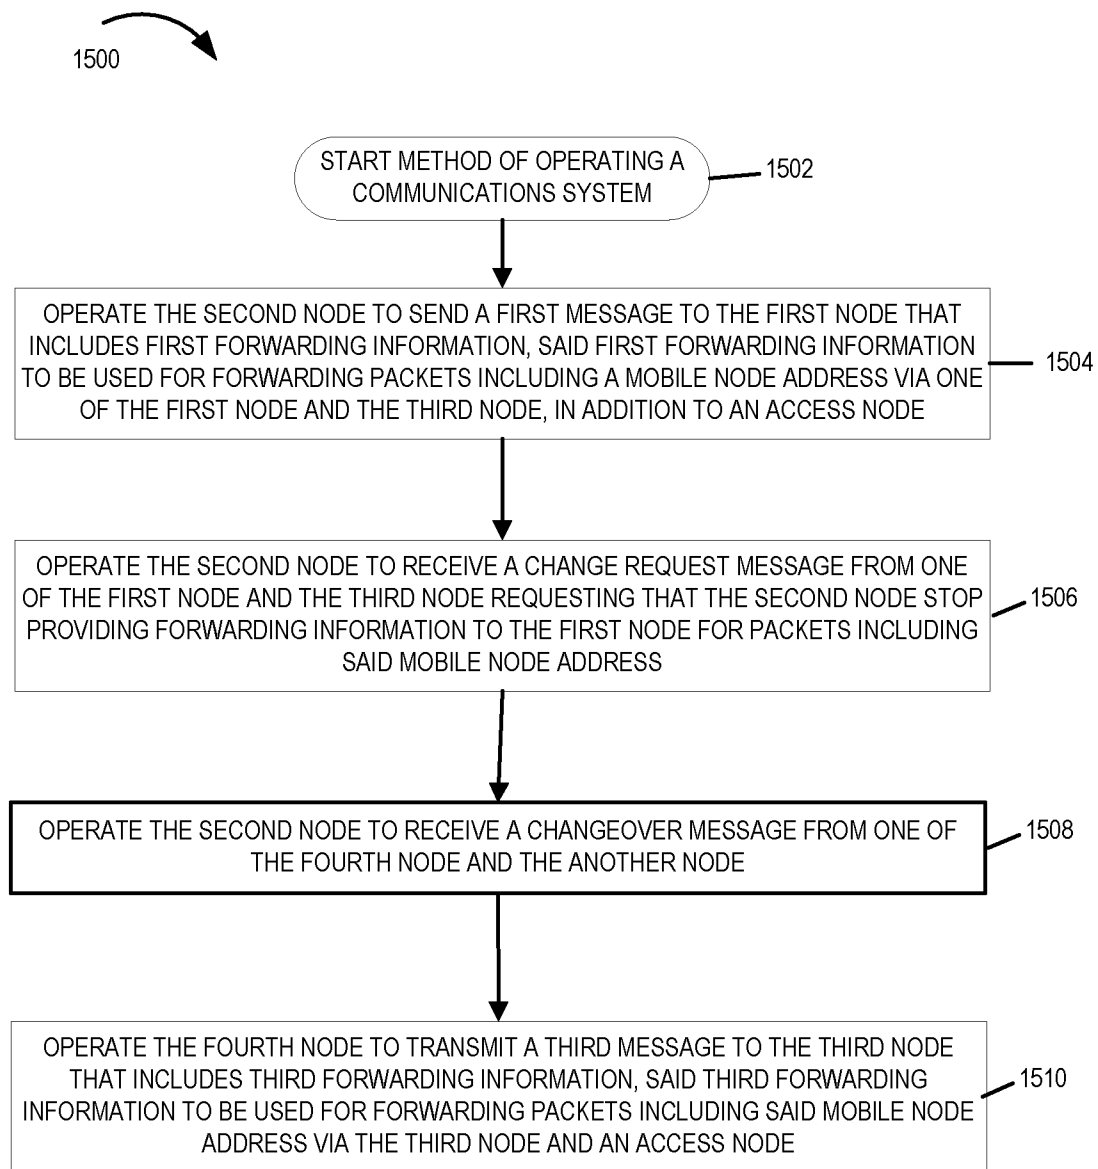 1500
START METHOD OF OPERATING A
COMMUNICATIONS SYSTEM
1502
OPERATE THE SECOND NODE TO SEND A FIRST MESSAGE TO THE FIRST NODE THAT
INCLUDES FIRST FORWARDING INFORMATION, SAID FIRST FORWARDING INFORMATION
TO BE USED FOR FORWARDING PACKETS INCLUDING A MOBILE NODE ADDRESS VIA ONE
OF THE FIRST NODE AND THE THIRD NODE, IN ADDITION TO AN ACCESS NODE
1504
OPERATE THE SECOND NODE TO RECEIVE A CHANGE REQUEST MESSAGE FROM ONE
OF THE FIRST NODE AND THE THIRD NODE REQUESTING THAT THE SECOND NODE STOP
PROVIDING FORWARDING INFORMATION TO THE FIRST NODE FOR PACKETS INCLUDING
SAID MOBILE NODE ADDRESS
1506
OPERATE THE SECOND NODE TO RECEIVE A CHANGEOVER MESSAGE FROM ONE OF
THE FOURTH NODE AND THE ANOTHER NODE
1508
OPERATE THE FOURTH NODE TO TRANSMIT A THIRD MESSAGE TO THE THIRD NODE
THAT INCLUDES THIRD FORWARDING INFORMATION, SAID THIRD FORWARDING
INFORMATION TO BE USED FOR FORWARDING PACKETS INCLUDING SAID MOBILE NODE
ADDRESS VIA THE THIRD NODE AND AN ACCESS NODE
1510